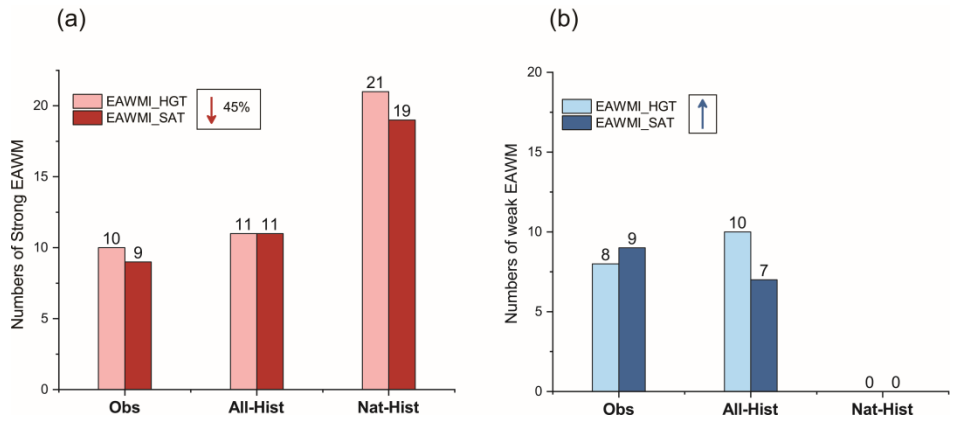 (a)
Numbers of Strong EAWM
20
10
0
EAWMI_HGT
EAWMI_SAT
45%
10
9
11
11
21
19
Obs
All-Hist
Nat-Hist
(b)
Numbers of weak EAWM
20
15
10
5
0
EAWMI_HGT
EAWMI_SAT
8
9
10
7
0
0
Obs
All-Hist
Nat-Hist